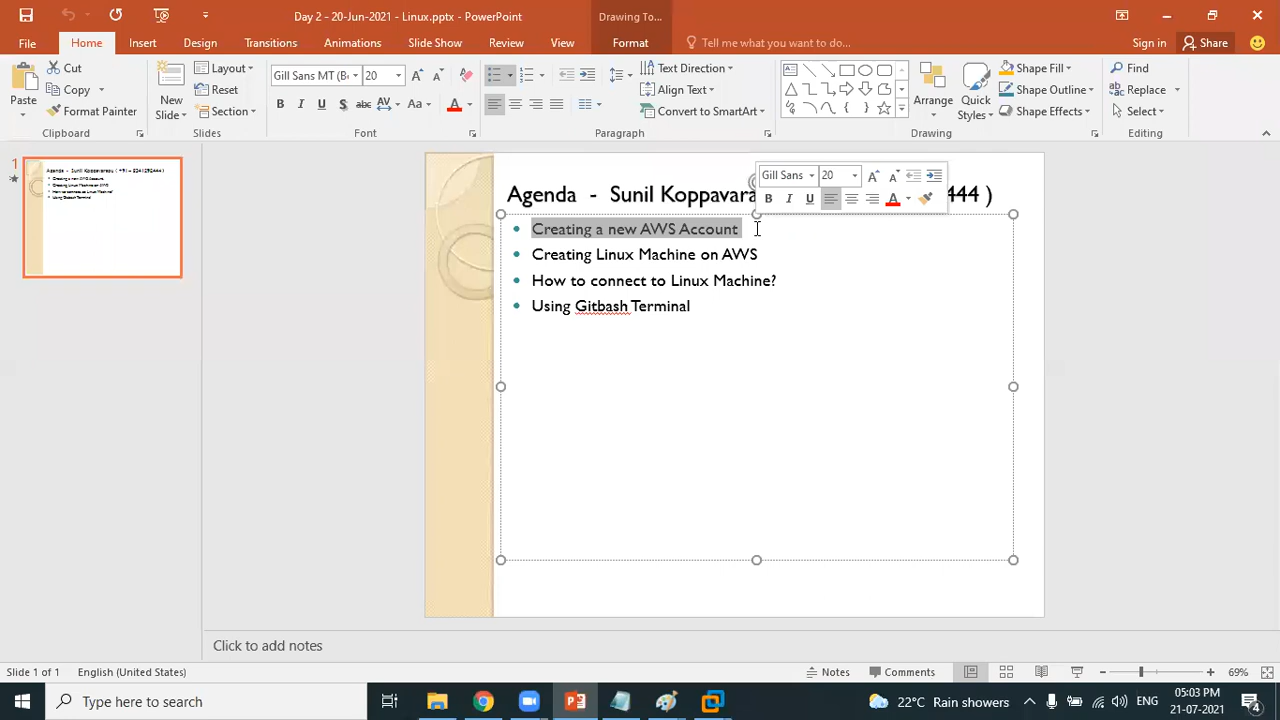 Day 2 - 20-Jun-2021 - Linux.pptx - PowerPoint
Drawing To...
File Home Insert Design Transitions Animations Slide Show Review View Format Tell me what you want to do... Sign in Share
Paste
Cut
Copy
Format Painter
Clipboard
New Slide
Layout
Reset
Section
Slides
Gill Sans MT (B 20
B I U S abc AV Aa A
Font
Text Direction
Align Text
Convert to SmartArt
Paragraph
Arrange
Quick Styles
Shape Fill
Shape Outline
Shape Effects
Drawing
Find
Replace
Select
Editing
1
Gill Sans 20
B I U A
Agenda - Sunil Koppavara 444 )
Creating a new AWS Account
Creating Linux Machine on AWS
How to connect to Linux Machine?
Using Gitbash Terminal
Click to add notes
Slide 1 of 1 English (United States) Notes Comments 69%
Type here to search
22°C Rain showers
ENG
05:03 PM
21-07-2021
4